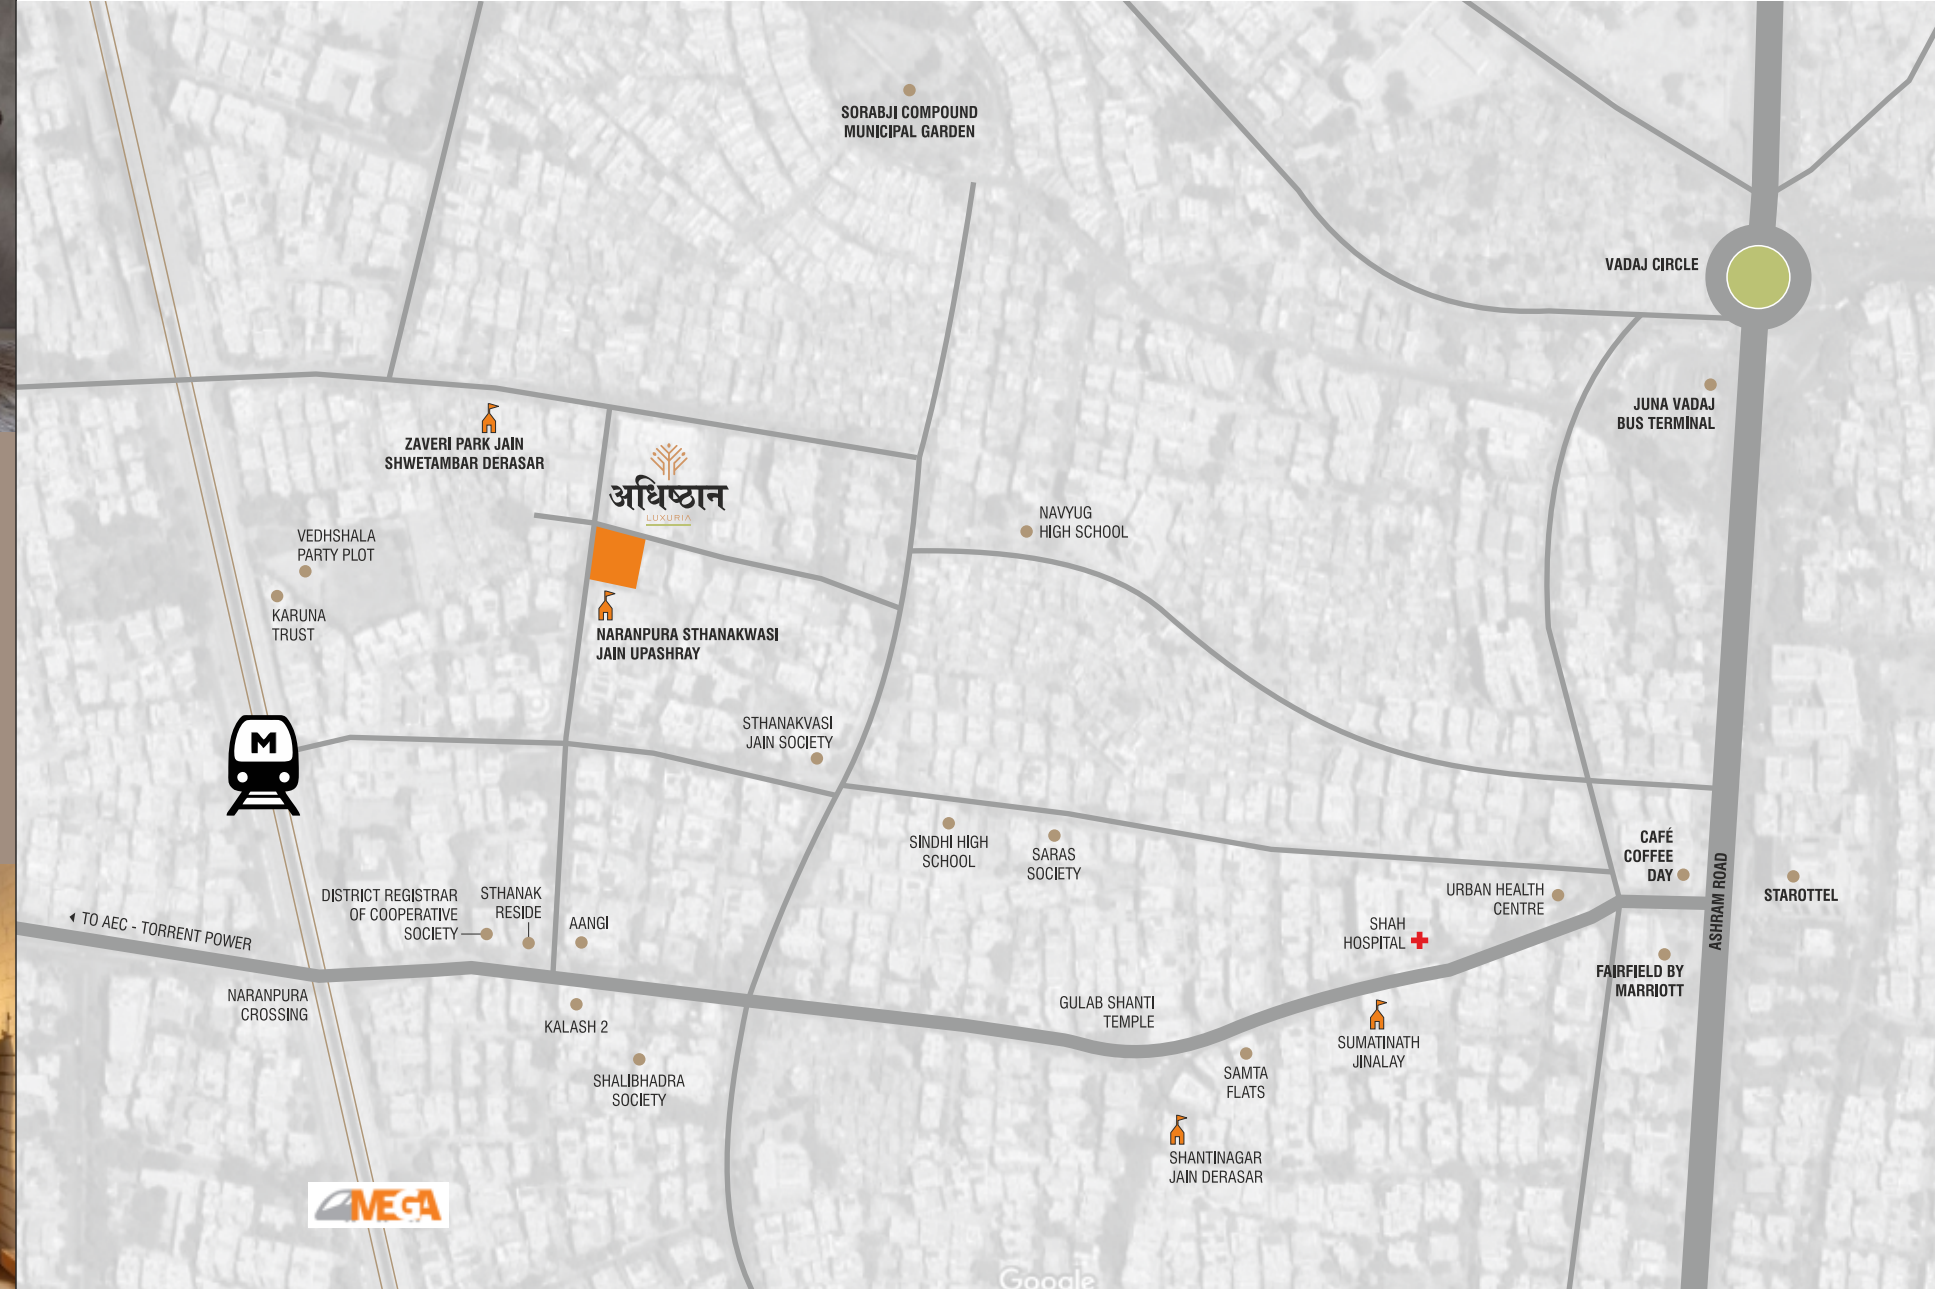 SORABJI COMPOUND
MUNICIPAL GARDEN
VADAJ CIRCLE
JUNA VADAJ
BUS TERMINAL
ZAVERI PARK JAIN
SHWETAMBAR DERASAR
अधिष्ठान
LUXURIA
NAVYUG
HIGH SCHOOL
VEDHSHALA
PARTY PLOT
KARUNA
TRUST
NARANPURA STHANAKWASI
JAIN UPASHRAY
STHANAKVASI
JAIN SOCIETY
M
SINDHI HIGH
SCHOOL
SARAS
SOCIETY
CAFÉ
COFFEE
DAY
ASHRAM ROAD
STAROTTEL
URBAN HEALTH
CENTRE
DISTRICT REGISTRAR
OF COOPERATIVE
SOCIETY
STHANAK
RESIDE
AANGI
SHAH
HOSPITAL
TO AEC - TORRENT POWER
FAIRFIELD BY
MARRIOTT
NARANPURA
CROSSING
KALASH 2
GULAB SHANTI
TEMPLE
SUMATINATH
JINALAY
SHALIBHADRA
SOCIETY
SAMTA
FLATS
SHANTINAGAR
JAIN DERASAR
MEGA
Google